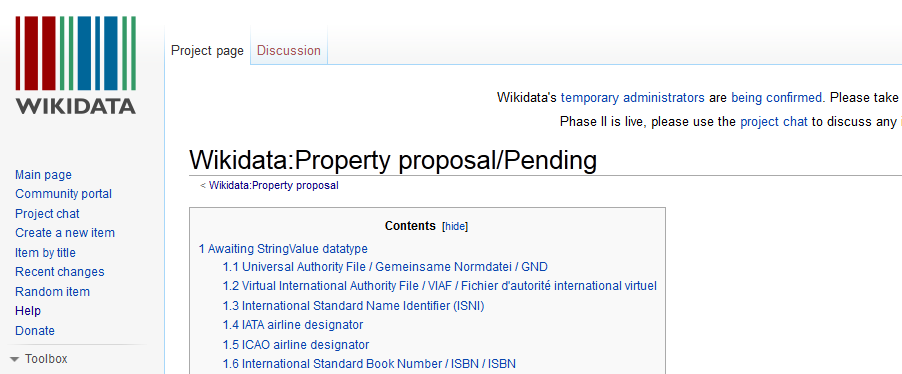 WIKIDATA
Main page
Community portal
Project chat
Create a new item
Item by title
Recent changes
Random item
Help
Donate
Toolbox
Project page
Discussion
Wikidata's temporary administrators are being confirmed. Please take
Phase II is live, please use the project chat to discuss any
Wikidata:Property proposal/Pending
< Wikidata:Property proposal
Contents [hide]
1 Awaiting StringValue datatype
1.1 Universal Authority File / Gemeinsame Normdatei / GND
1.2 Virtual International Authority File / VIAF / Fichier d'autorité international virtuel
1.3 International Standard Name Identifier (ISNI)
1.4 IATA airline designator
1.5 ICAO airline designator
1.6 International Standard Book Number / ISBN / ISBN